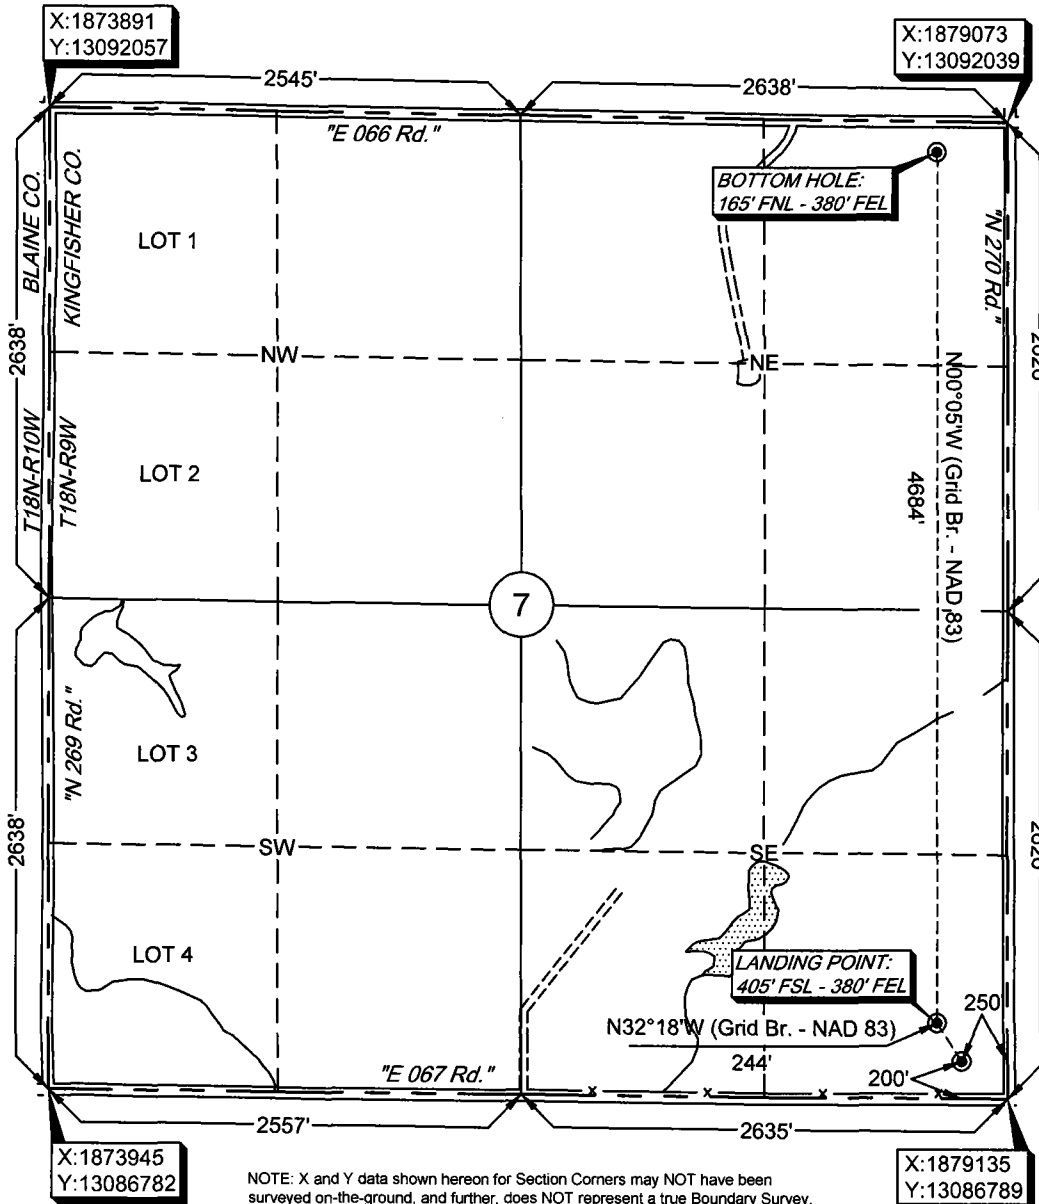 X:1873891
Y:13092057
X:1879073
Y:13092039
2545'
2638'
"E 066 Rd."
BOTTOM HOLE:
165' FNL - 380' FEL
BLAINE CO.
KINGFISHER CO.
LOT 1
"N 270 Rd."
2638'
NW
NE
T18N-R10W
T18N-R9W
LOT 2
N00°05'W (Grid Br. - NAD 83)
4684'
7
"N 269 Rd."
LOT 3
2638'
SW
SE
LOT 4
LANDING POINT:
405' FSL - 380' FEL
250'
N32°18'W (Grid Br. - NAD 83)
244'
200'
"E 067 Rd."
x x x x
2557'
2635'
X:1873945
Y:13086782
X:1879135
Y:13086789
NOTE: X and Y data shown hereon for Section Corners may NOT have been
surveyed on-the-ground, and further, does NOT represent a true Boundary Survey.